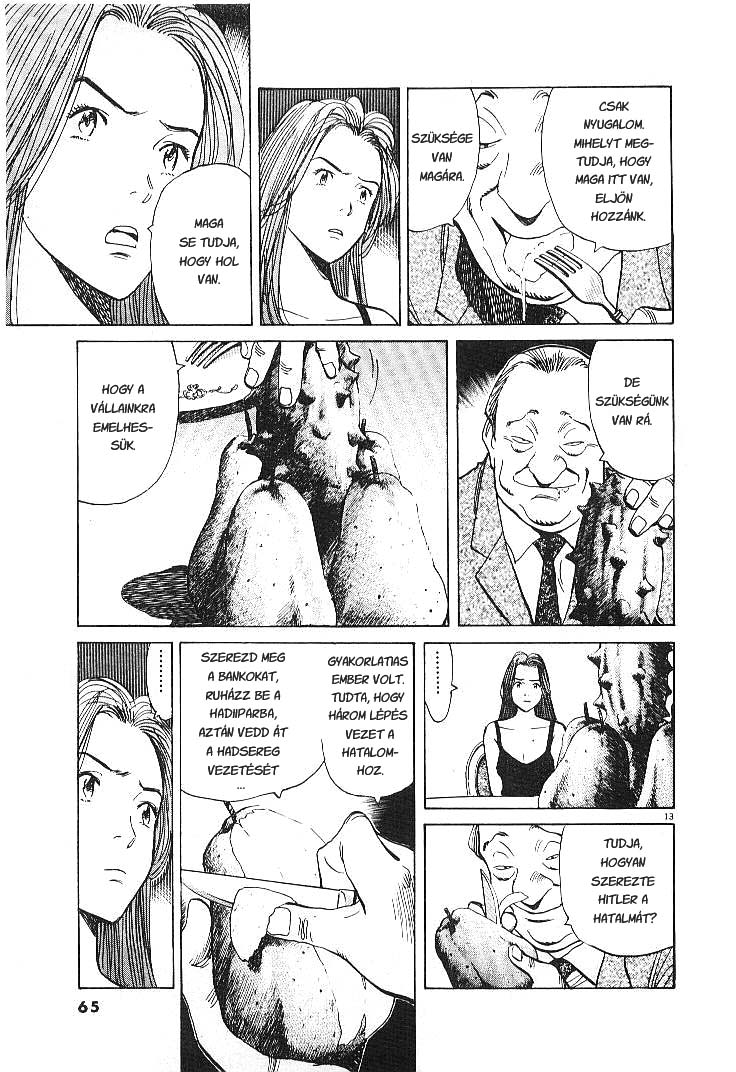 CSAK
NYUGALOM.
MIHELYT MEG-
TUDJA, HOGY
MAGA ITT VAN,
ELJÖN
HOZZÁNK.
SZÜKSÉGE
VAN
MAGÁRA.
MAGA
SE TUDJA,
HOGY HOL
VAN.
DE
SZÜKSÉGÜNK
VAN RÁ.
HOGY A
VÁLLAINKRA
EMELHES-
SÜK.
........
13
TUDJA,
HOGYAN
SZEREZTE
HITLER A
HATALMÁT?
GYAKORLATIAS
EMBER VOLT.
TUDTA, HOGY
HÁROM LÉPÉS
VEZET A
HATALOM-
HOZ.
SZEREZD MEG
A BANKOKAT,
RUHÁZZ BE A
HADIIPARBA,
AZTÁN VEDD ÁT
A HADSEREG
VEZETÉSÉT
...
........
65